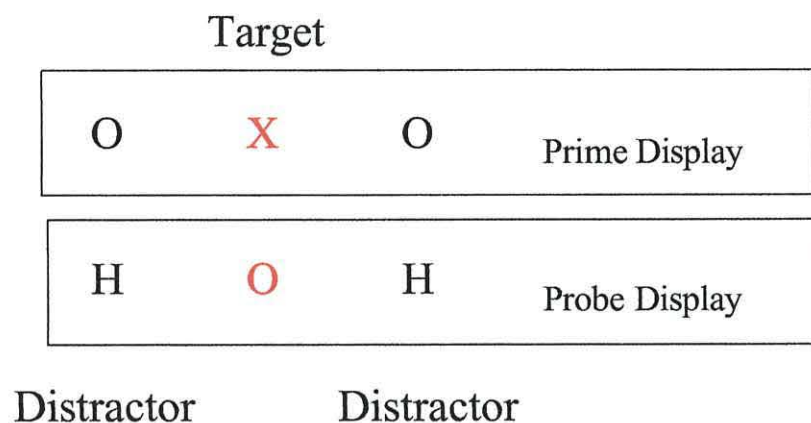 Target
O X O Prime Display
H O H Probe Display
Distractor Distractor